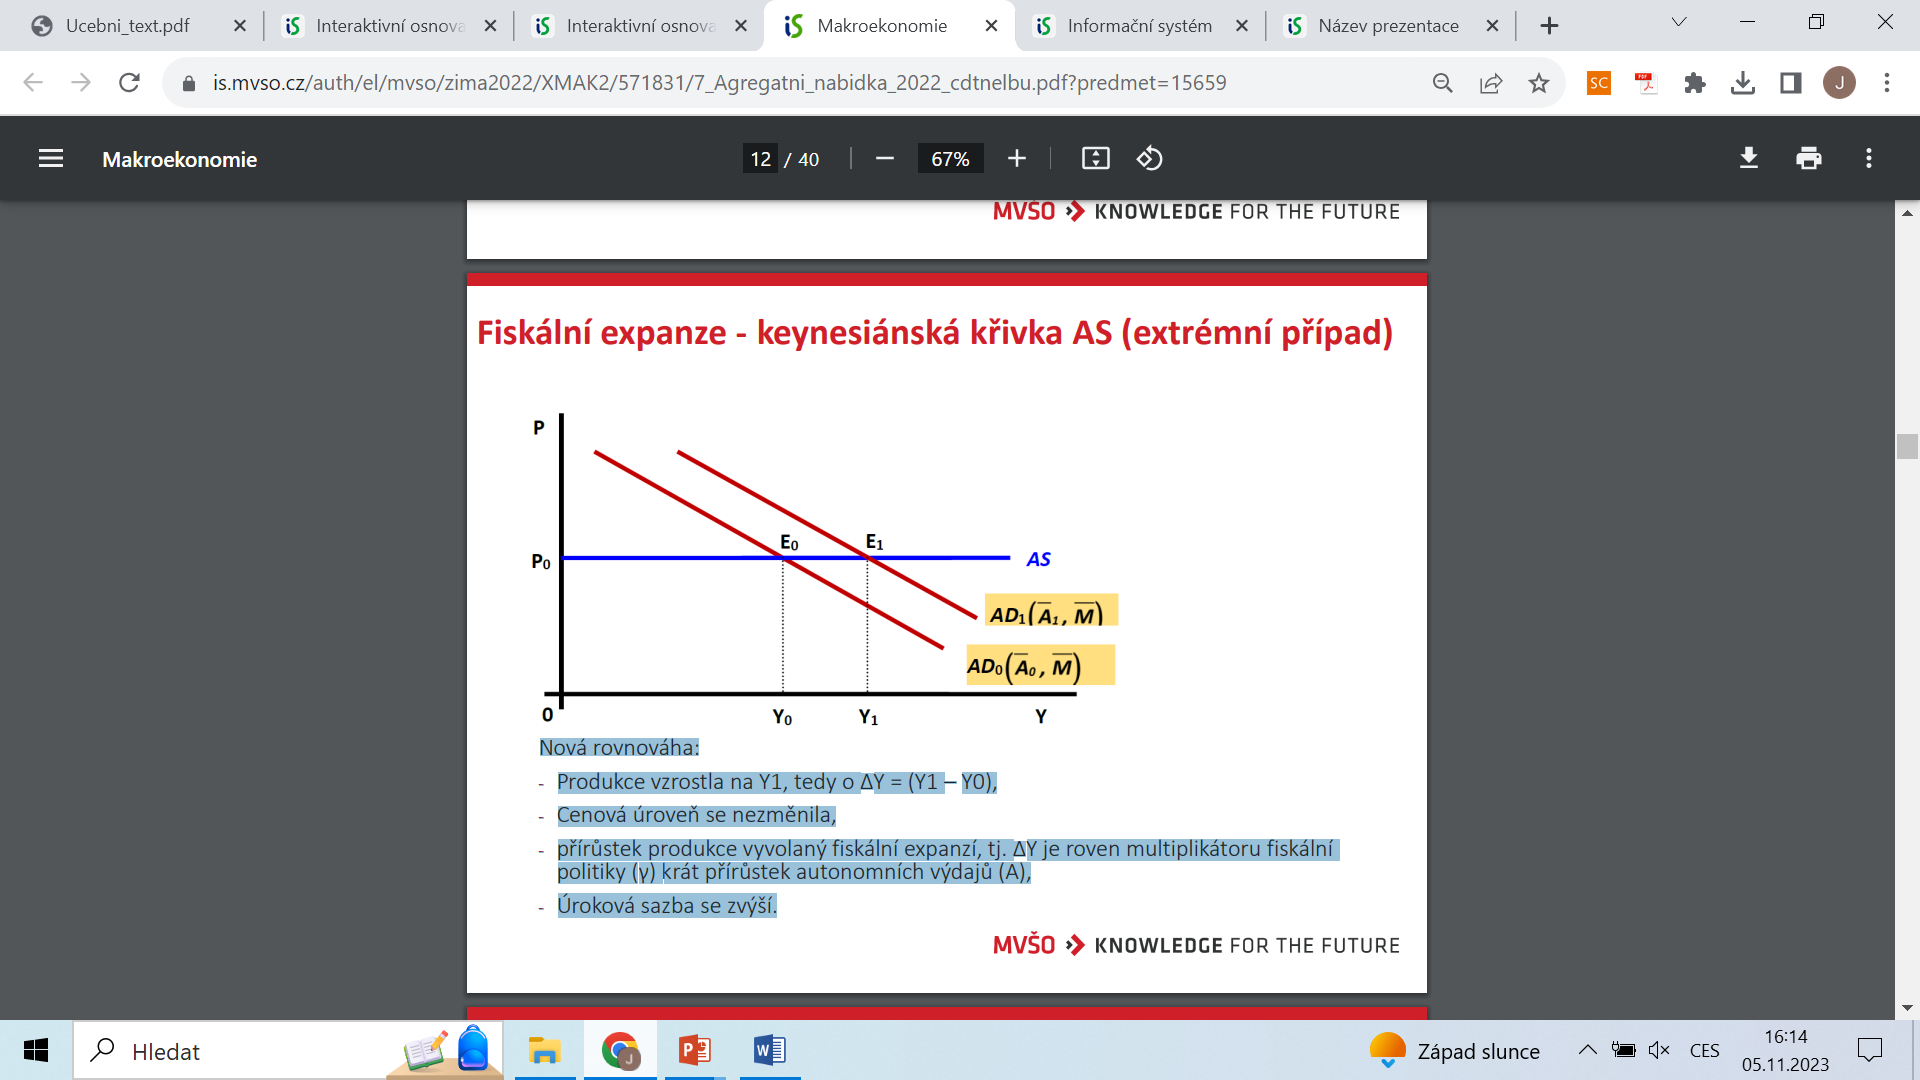 Ucebni_text.pdf
Interaktivní osnova
Interaktivní osnova
Makroekonomie
Informační systém
Název prezentace
is.mvso.cz/auth/el/mvso/zima2022/XMAK2/571831/7_Agregatni_nabidka_2022_cdtnelbu.pdf?predmet=15659
SC
PDF
J
Makroekonomie
12 / 40
67%
MVŠO KNOWLEDGE FOR THE FUTURE
Fiskální expanze - keynesiánská křivka AS (extrémní případ)
P
E0 E1
P0 AS
AD1(A̅1, M̅)
AD0(A̅0, M̅)
0 Y0 Y1 Y
Nová rovnováha:
- Produkce vzrostla na Y1, tedy o ΔY = (Y1 – Y0),
- Cenová úroveň se nezměnila,
- přírůstek produkce vyvolaný fiskální expanzí, tj. ΔY je roven multiplikátoru fiskální
politiky (γ) krát přírůstek autonomních výdajů (A),
- Úroková sazba se zvýší.
MVŠO KNOWLEDGE FOR THE FUTURE
Hledat
J
P
W
Západ slunce
CES
16:14
05.11.2023